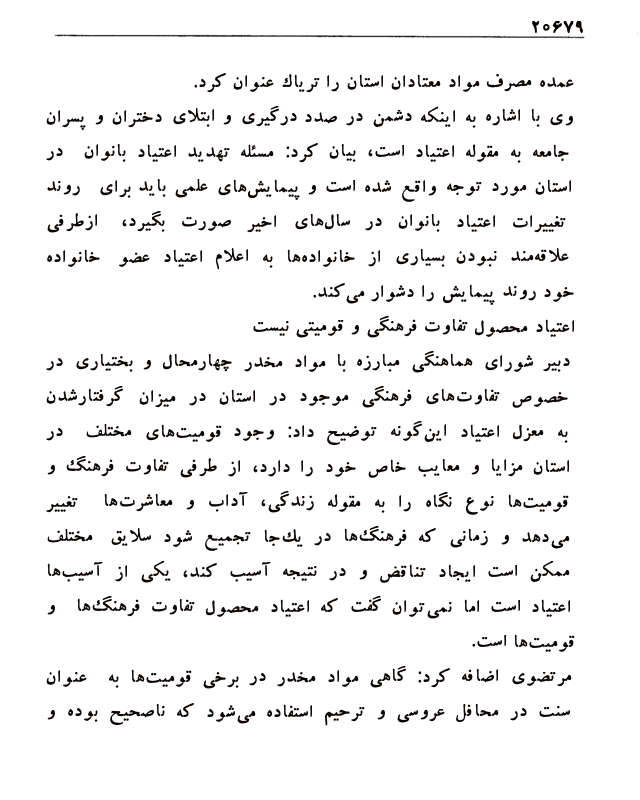 ۲۰۶۷۹
عمده مصرف مواد معتادان استان را تریاك عنوان کرد.
وی با اشاره به اینکه دشمن در صدد درگیری و ابتلای دختران و پسران
جامعه به مقوله اعتیاد است، بیان کرد: مسئله تهدید اعتیاد بانوان در
استان مورد توجه واقع شده است و پیمایش‌های علمی باید برای روند
تغییرات اعتیاد بانوان در سال‌های اخیر صورت بگیرد، ازطرفی
علاقه‌مند نبودن بسیاری از خانواده‌ها به اعلام اعتیاد عضو خانواده
خود روند پیمایش را دشوار می‌کند.
اعتیاد محصول تفاوت فرهنگی و قومیتی نیست
دبیر شورای هماهنگی مبارزه با مواد مخدر چهارمحال و بختیاری در
خصوص تفاوت‌های فرهنگی موجود در استان در میزان گرفتارشدن
به معزل اعتیاد این‌گونه توضیح داد: وجود قومیت‌های مختلف در
استان مزایا و معایب خاص خود را دارد، از طرفی تفاوت فرهنگ و
قومیت‌ها نوع نگاه را به مقوله زندگی، آداب و معاشرت‌ها تغییر
می‌دهد و زمانی که فرهنگ‌ها در یك‌جا تجمیع شود سلایق مختلف
ممکن است ایجاد تناقض و در نتیجه آسیب کند، یکی از آسیب‌ها
اعتیاد است اما نمی‌توان گفت که اعتیاد محصول تفاوت فرهنگ‌ها و
قومیت‌ها است.
مرتضوی اضافه کرد: گاهی مواد مخدر در برخی قومیت‌ها به عنوان
سنت در محافل عروسی و ترحیم استفاده می‌شود که ناصحیح بوده و